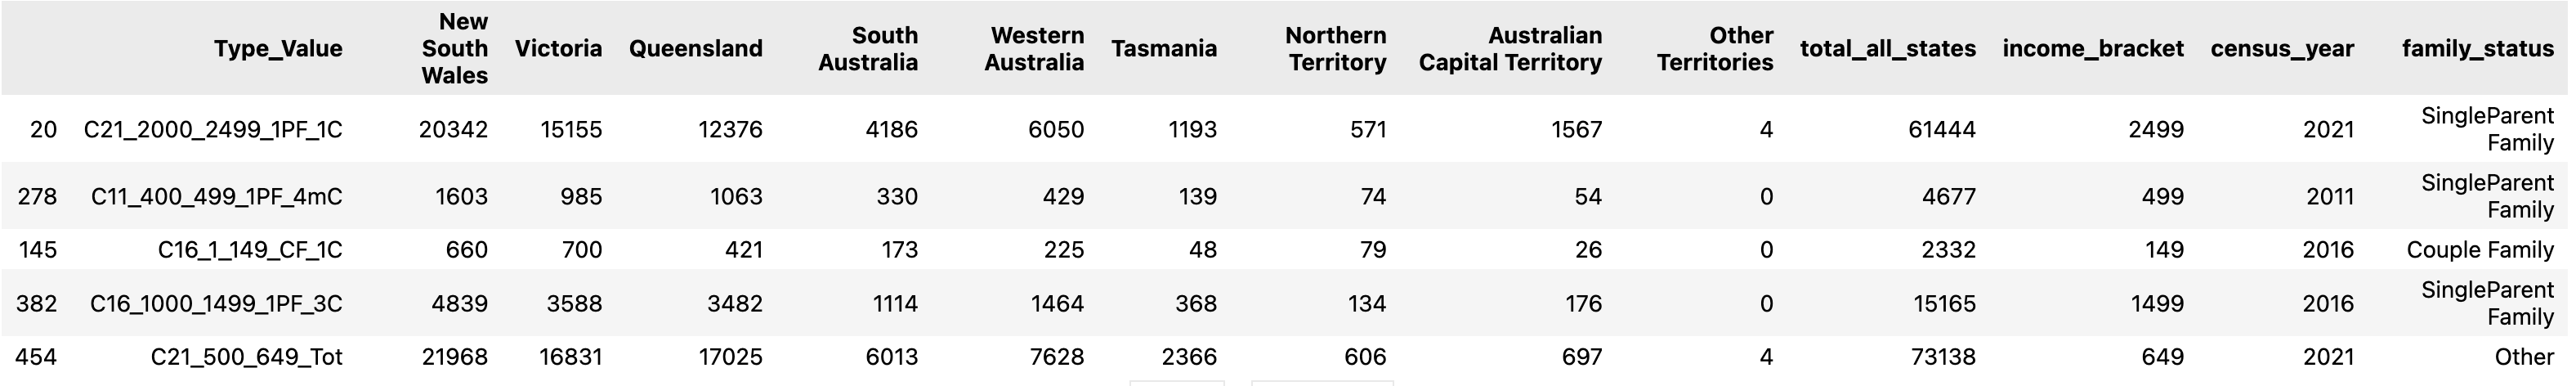 Type_Value New South Wales Victoria Queensland South Australia Western Australia Tasmania Northern Territory Australian Capital Territory Other Territories total_all_states income_bracket census_year family_status
20 C21_2000_2499_1PF_1C 20342 15155 12376 4186 6050 1193 571 1567 4 61444 2499 2021 SingleParent Family
278 C11_400_499_1PF_4mC 1603 985 1063 330 429 139 74 54 0 4677 499 2011 SingleParent Family
145 C16_1_149_CF_1C 660 700 421 173 225 48 79 26 0 2332 149 2016 Couple Family
382 C16_1000_1499_1PF_3C 4839 3588 3482 1114 1464 368 134 176 0 15165 1499 2016 SingleParent Family
454 C21_500_649_Tot 21968 16831 17025 6013 7628 2366 606 697 4 73138 649 2021 Other